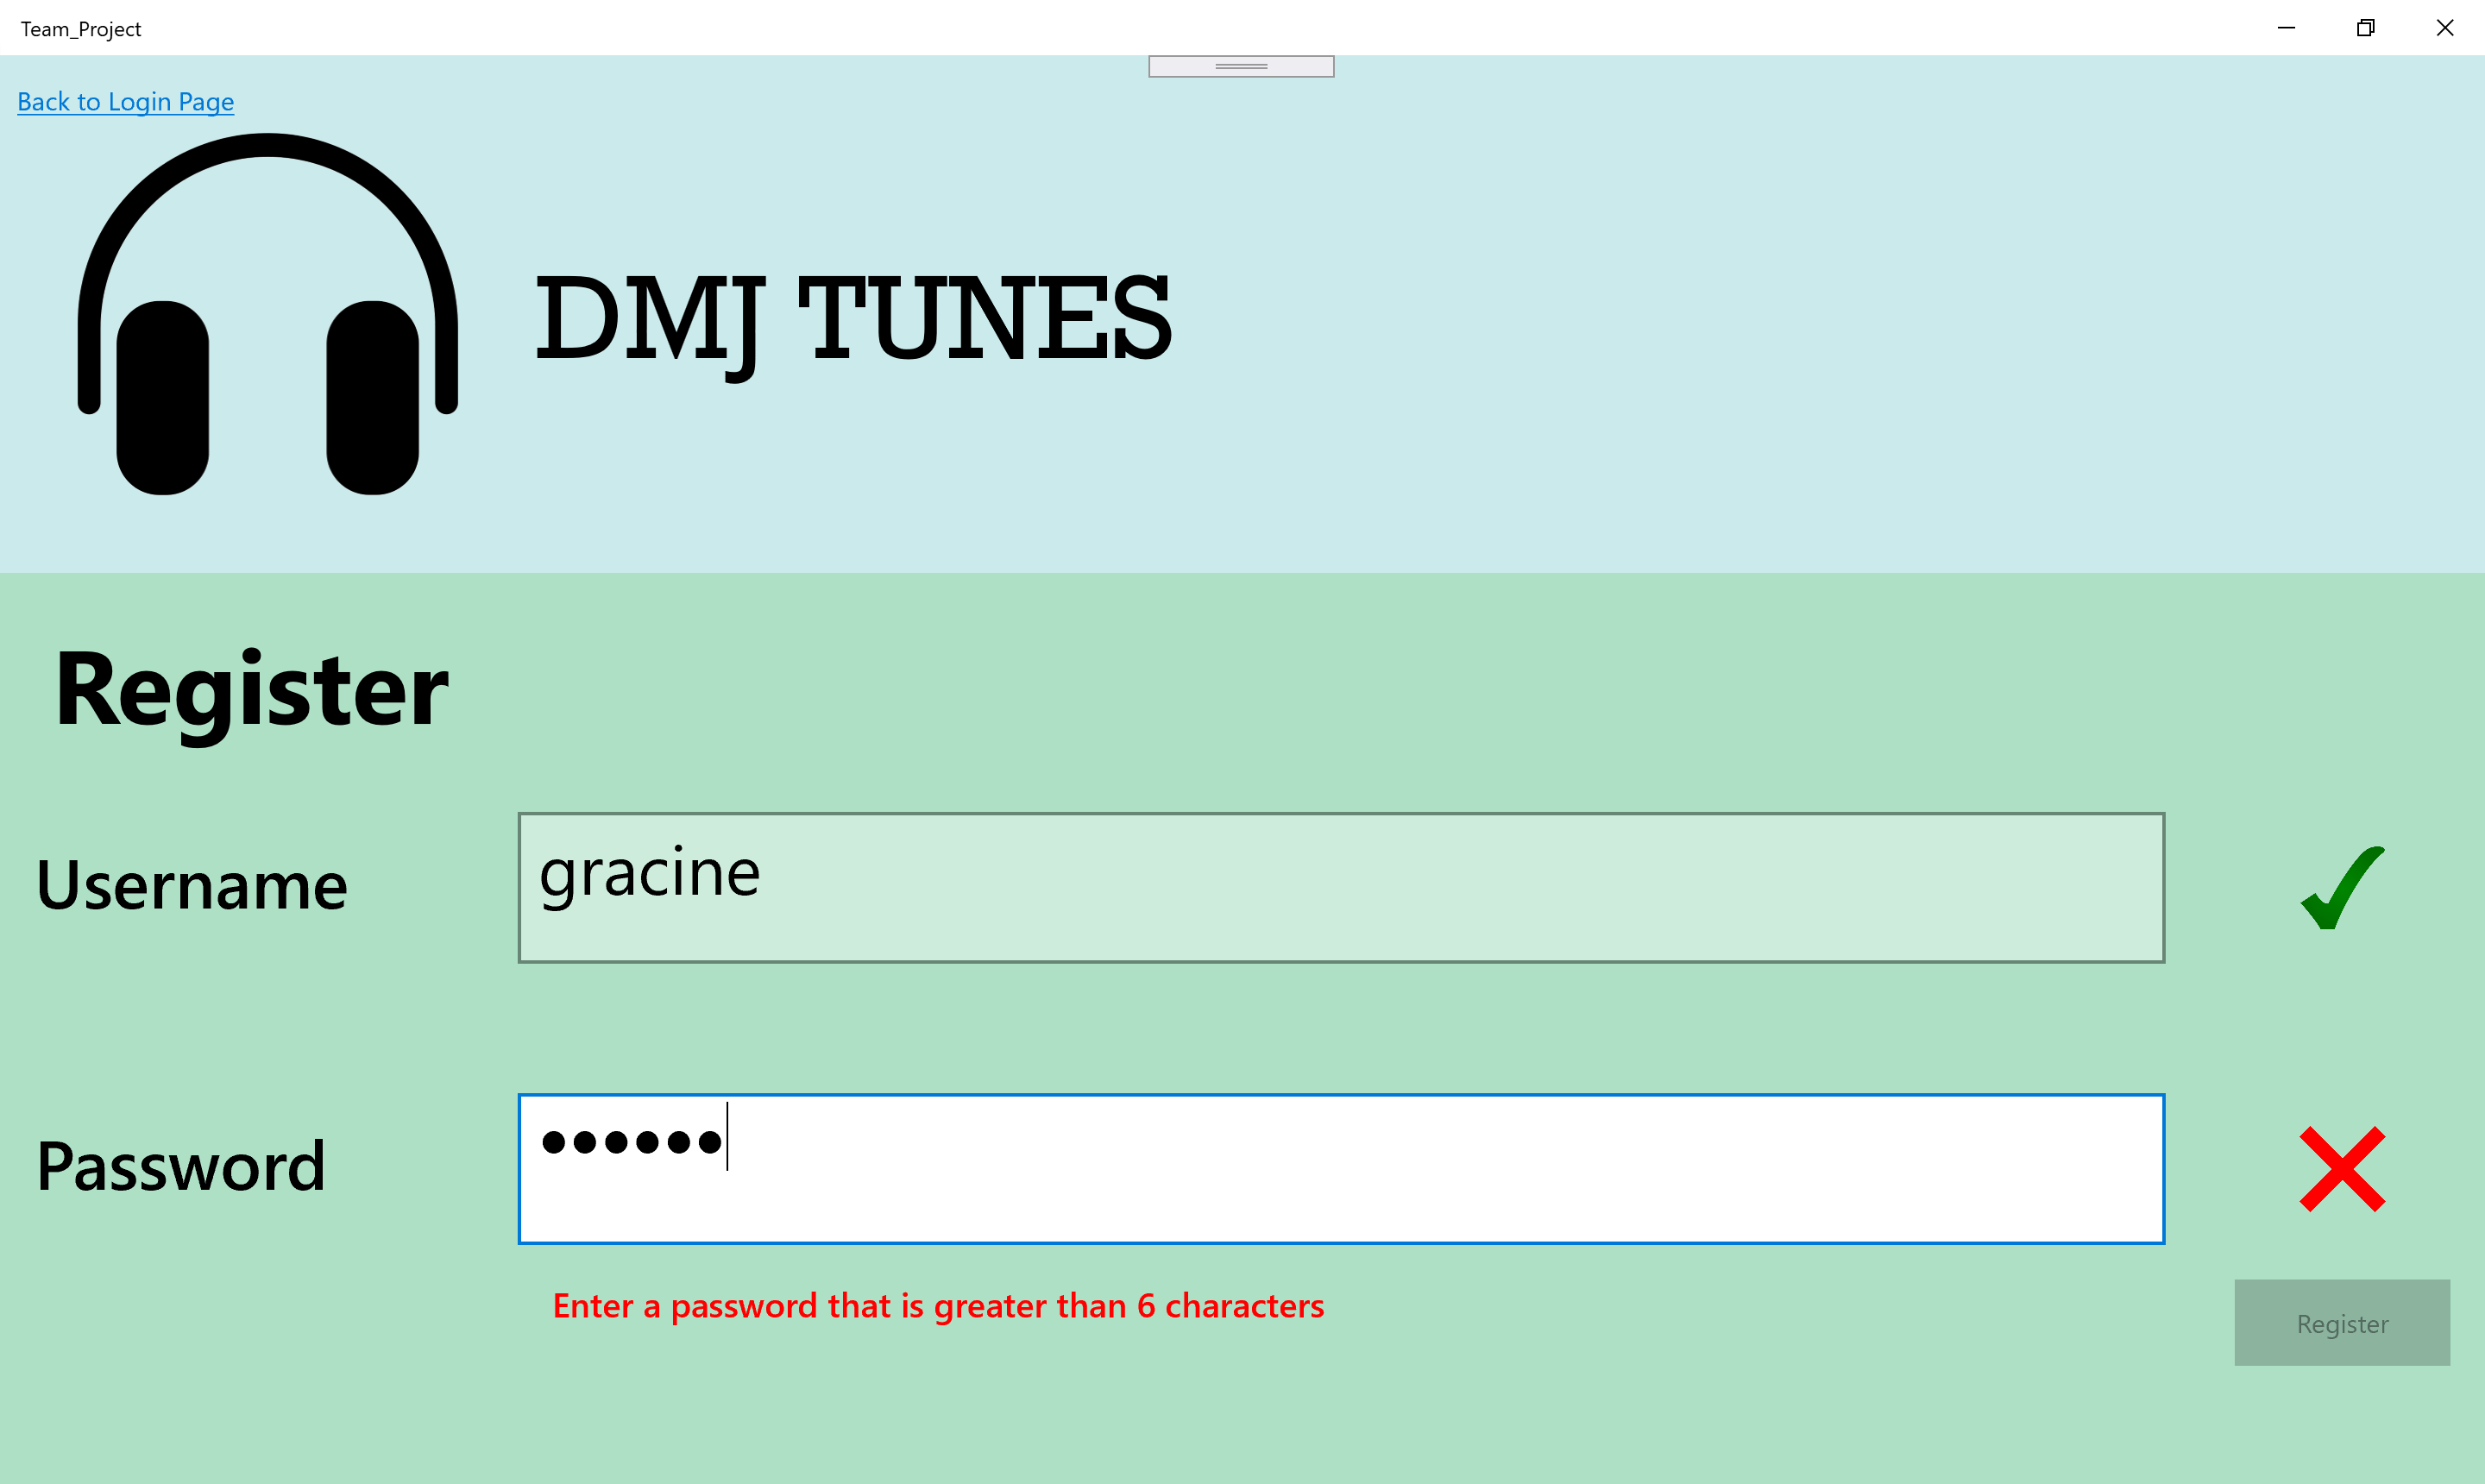 Team_Project
Back to Login Page
DMJ TUNES
Register
Username
gracine
Password
••••••
Enter a password that is greater than 6 characters
Register